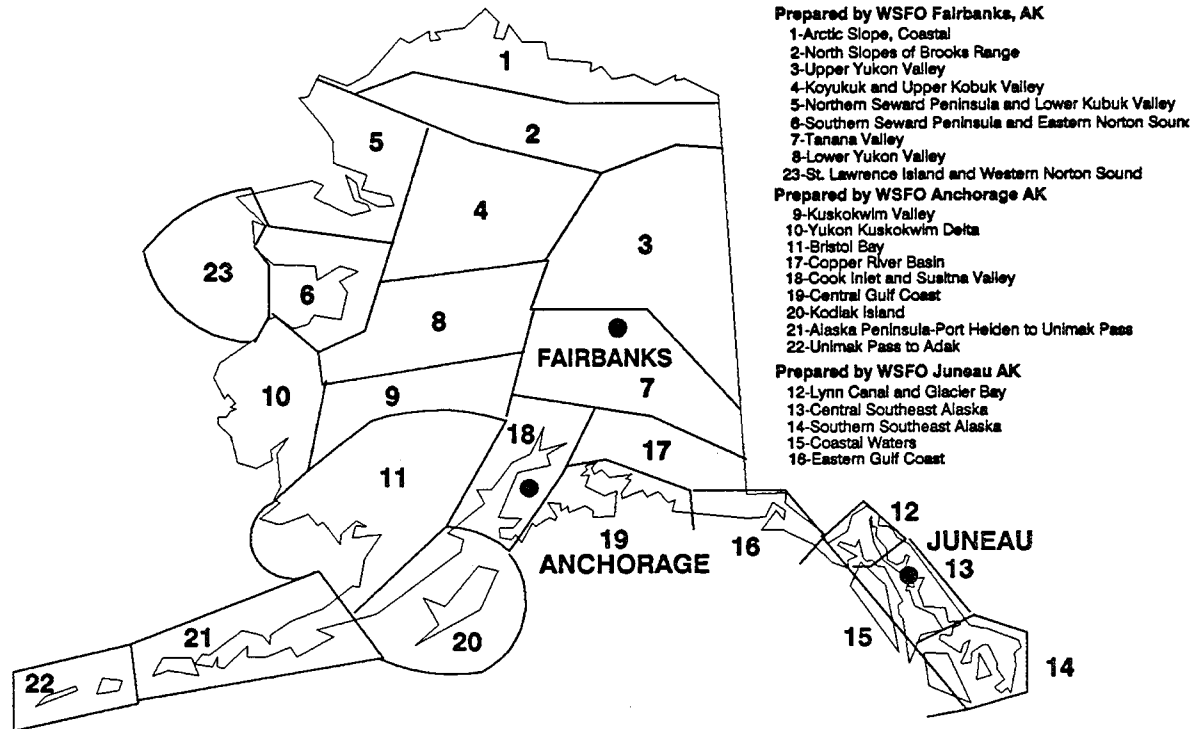 Prepared by WSFO Fairbanks, AK
1-Arctic Slope, Coastal
2-North Slopes of Brooks Range
3-Upper Yukon Valley
4-Koyukuk and Upper Kobuk Valley
5-Northern Seward Peninsula and Lower Kubuk Valley
6-Southern Seward Peninsula and Eastern Norton Soun
7-Tanana Valley
8-Lower Yukon Valley
23-St. Lawrence Island and Western Norton Sound
Prepared by WSFO Anchorage AK
9-Kuskokwim Valley
10-Yukon Kuskokwim Delta
11-Bristol Bay
17-Copper River Basin
18-Cook Inlet and Susitna Valley
19-Central Gulf Coast
20-Kodiak Island
21-Alaska Peninsula-Port Heiden to Unimak Pass
22-Unimak Pass to Adak
Prepared by WSFO Juneau AK
12-Lynn Canal and Glacier Bay
13-Central Southeast Alaska
14-Southern Southeast Alaska
15-Coastal Waters
16-Eastern Gulf Coast
1
2
5
4
3
23
6
8
FAIRBANKS
7
10
9
18
17
11
12
19
16
JUNEAU
13
ANCHORAGE
21
20
15
14
22